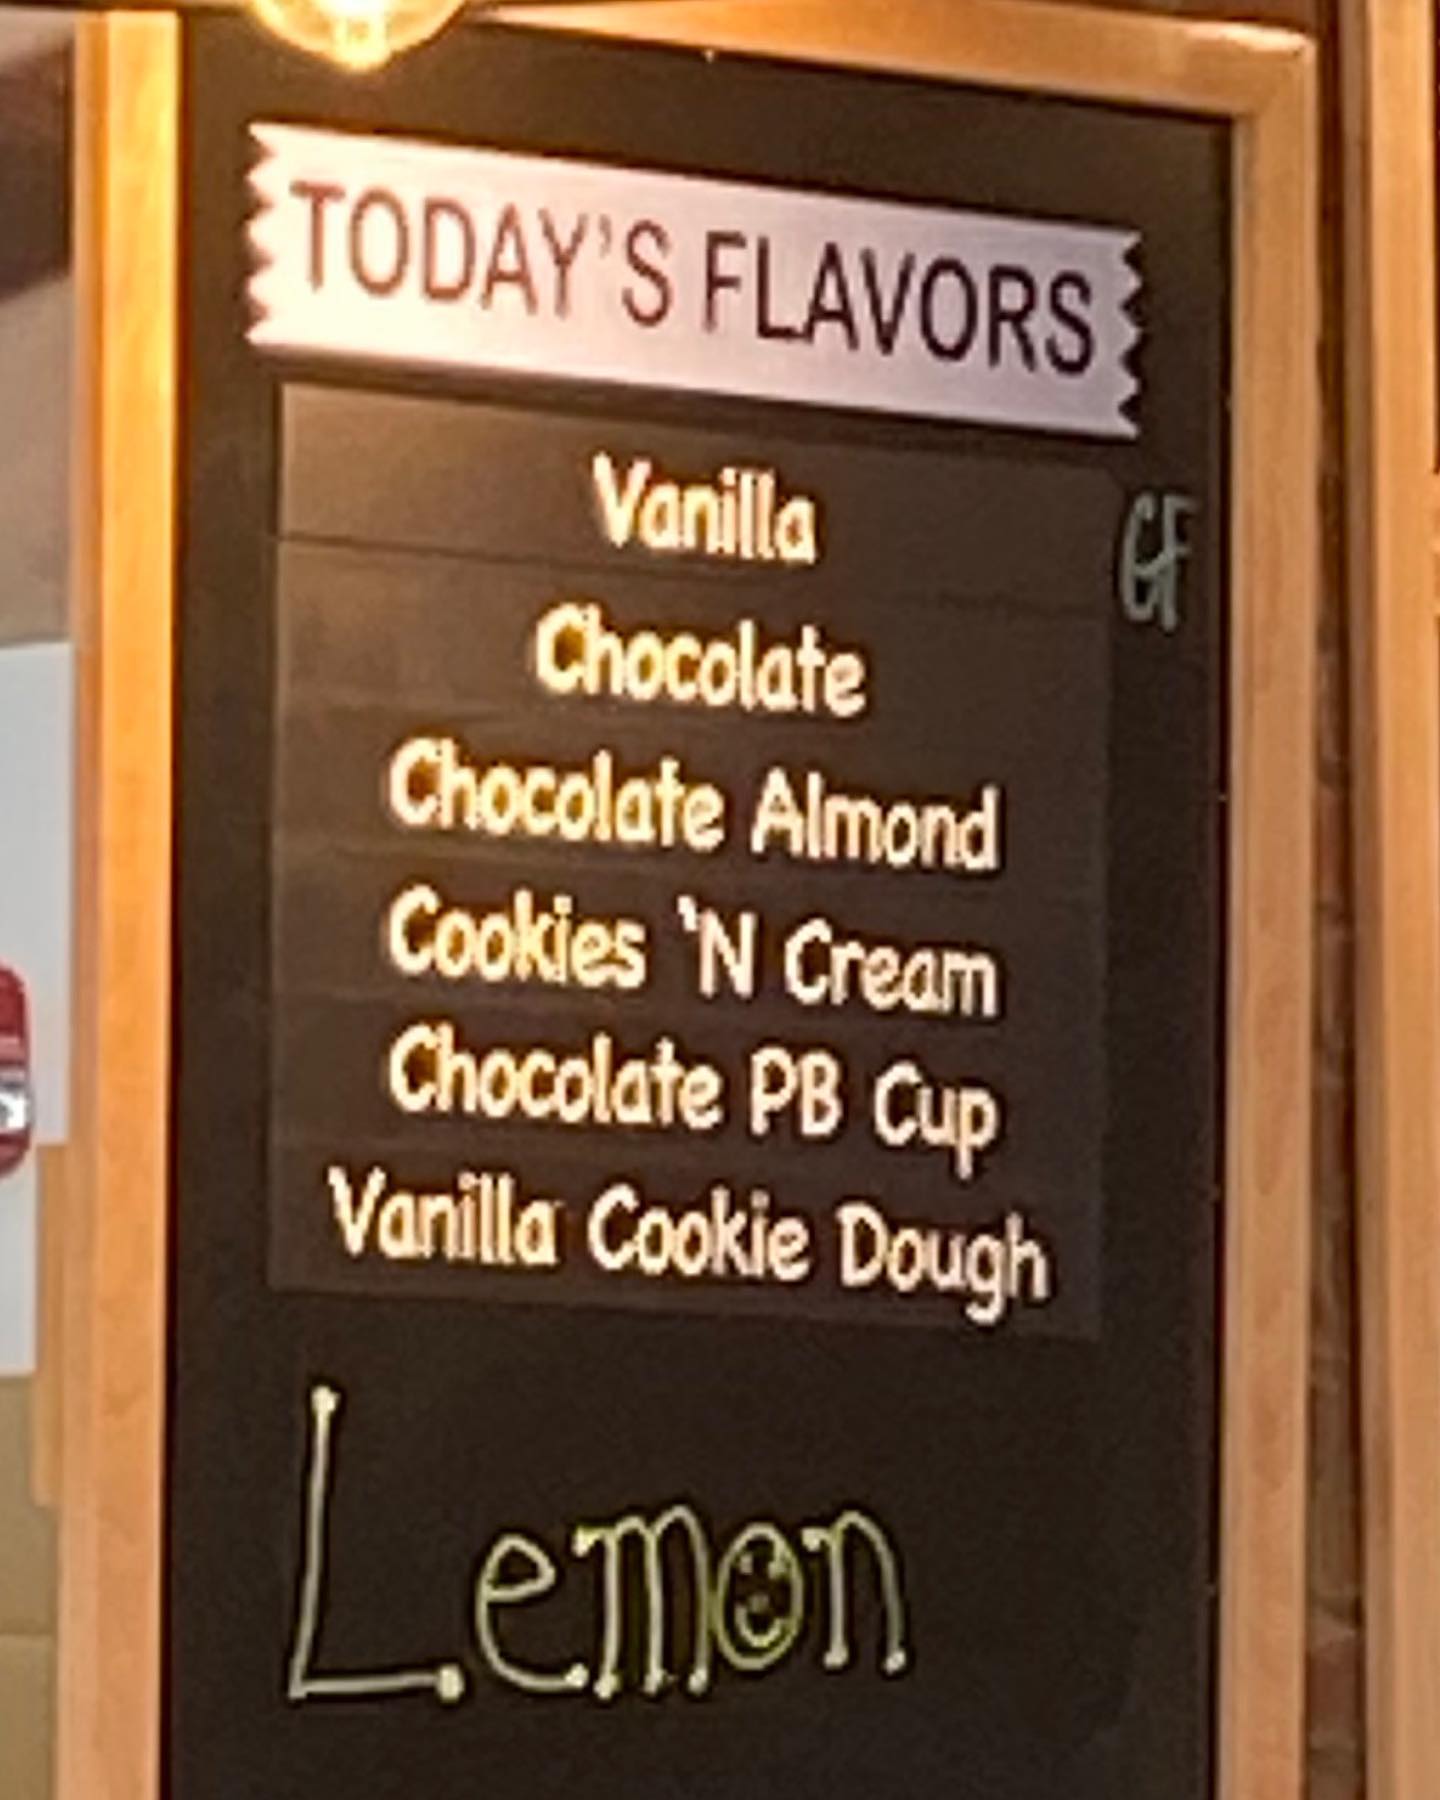 TODAY'S FLAVORS
Vanilla GF
Chocolate
Chocolate Almond
Cookies 'N Cream
Chocolate PB Cup
Vanilla Cookie Dough
Lemon